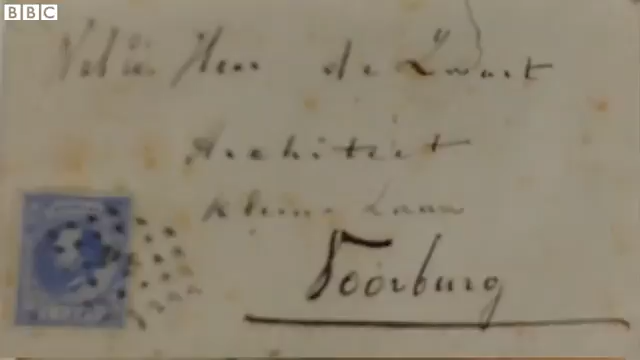 BBC
Heer de Zwart
Architect
Kleine Laan
Voorburg